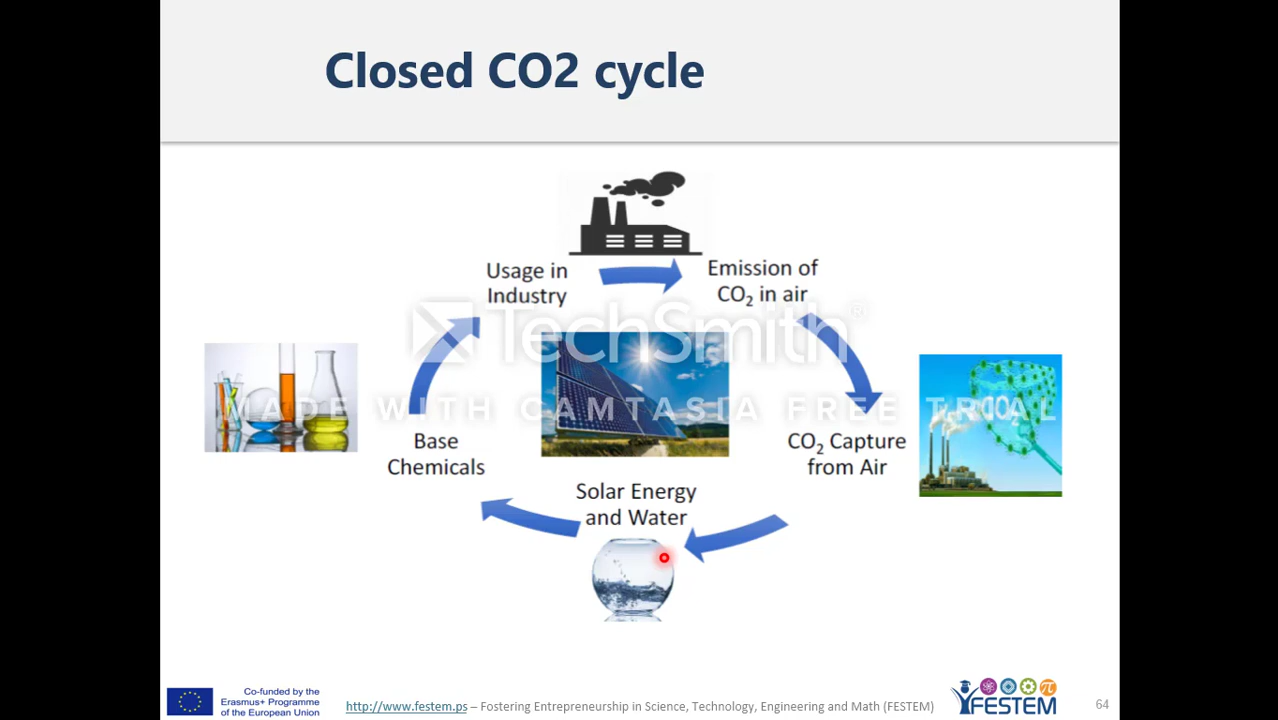 Closed CO2 cycle
Usage in
Industry
Emission of
CO₂ in air
TechSmith®
MADE WITH CAMTASIA FREE TRIAL
CO₂
Base
Chemicals
CO₂ Capture
from Air
Solar Energy
and Water
Co-funded by the
Erasmus+ Programme
of the European Union
http://www.festem.ps – Fostering Entrepreneurship in Science, Technology, Engineering and Math (FESTEM)
FESTEM
64